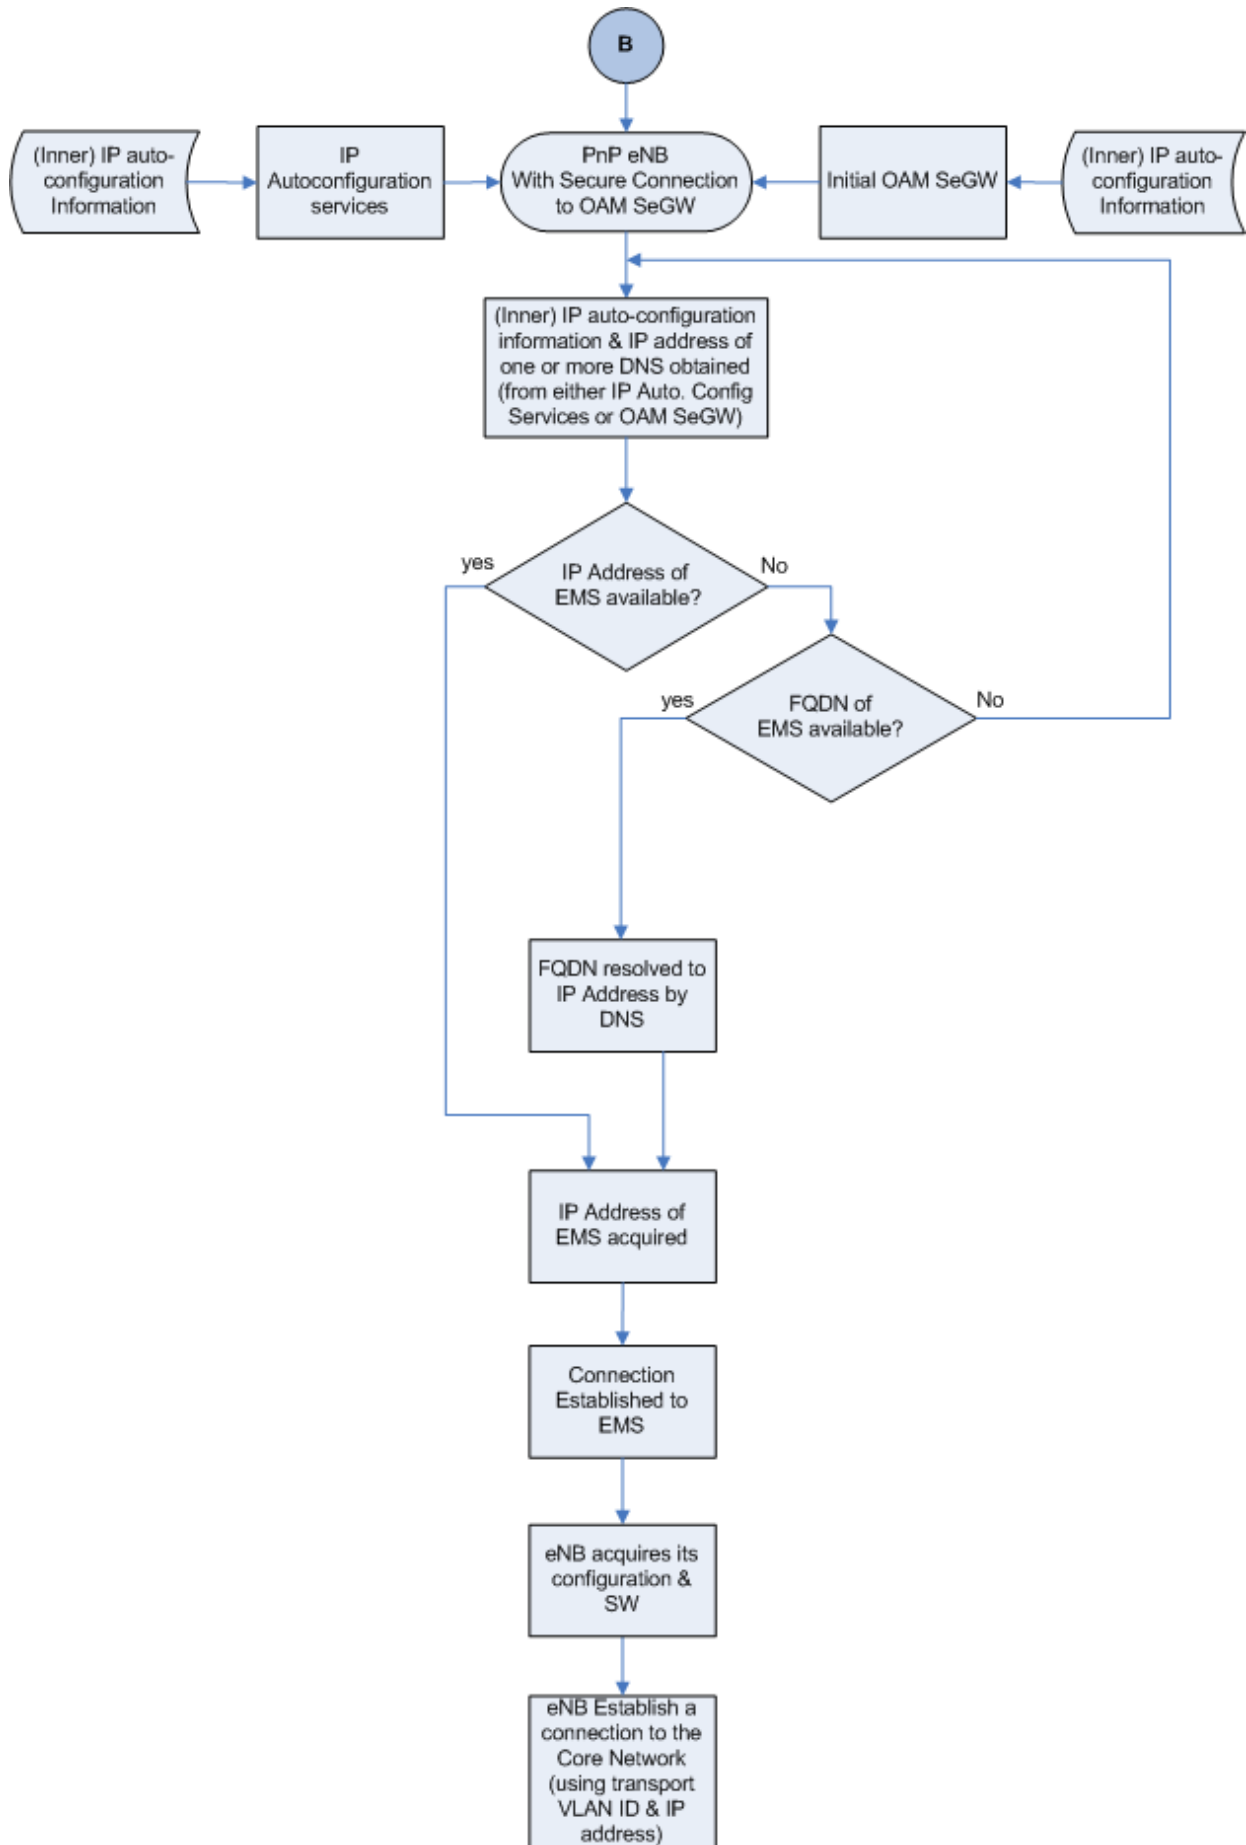 B
(Inner) IP auto-
configuration
Information
IP
Autoconfiguration
services
PnP eNB
With Secure Connection
to OAM SeGW
Initial OAM SeGW
(Inner) IP auto-
configuration
Information
(Inner) IP auto-configuration
information & IP address of
one or more DNS obtained
(from either IP Auto. Config
Services or OAM SeGW)
yes
IP Address of
EMS available?
No
yes
FQDN of
EMS available?
No
FQDN resolved to
IP Address by
DNS
IP Address of
EMS acquired
Connection
Established to
EMS
eNB acquires its
configuration &
SW
eNB Establish a
connection to the
Core Network
(using transport
VLAN ID & IP
address)